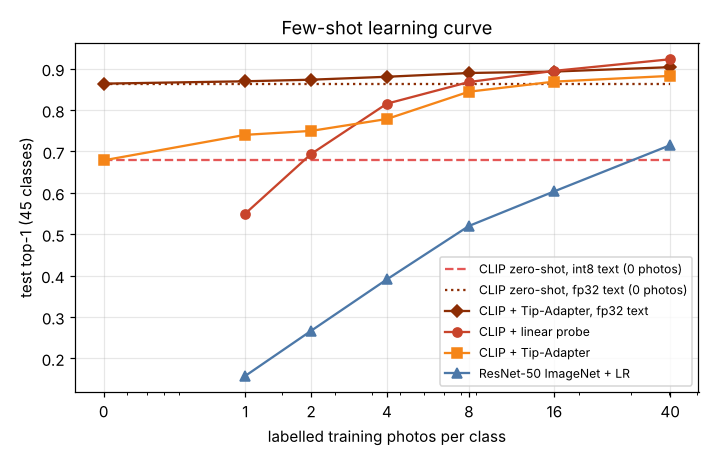 Few-shot learning curve
test top-1 (45 classes)
0.9
0.8
0.7
0.6
0.5
0.4
0.3
0.2
CLIP zero-shot, int8 text (0 photos)
CLIP zero-shot, fp32 text (0 photos)
CLIP + Tip-Adapter, fp32 text
CLIP + linear probe
CLIP + Tip-Adapter
ResNet-50 ImageNet + LR
0 1 2 4 8 16 40
labelled training photos per class